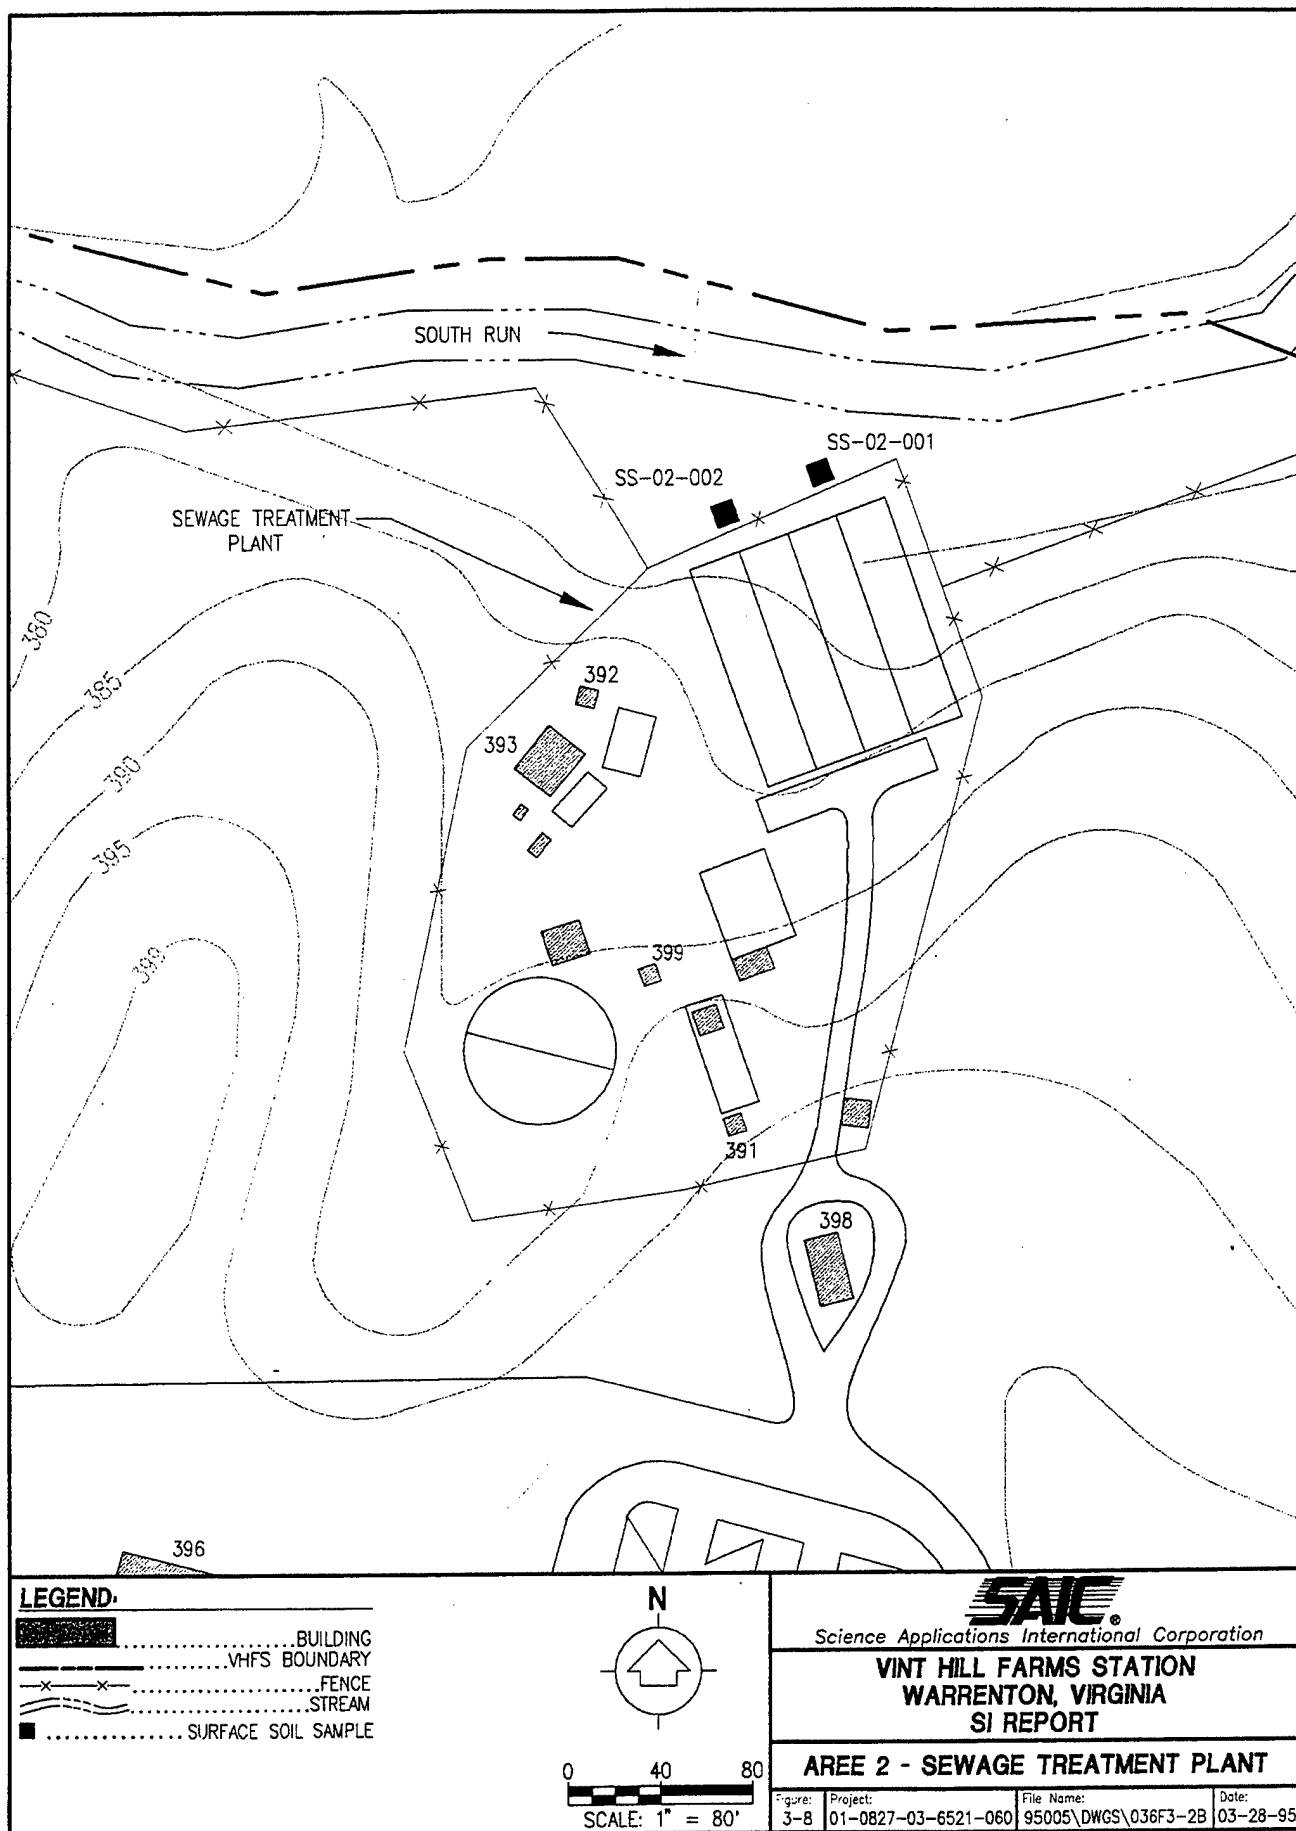 SOUTH RUN
SS-02-001
SS-02-002
SEWAGE TREATMENT
PLANT
380
385
390
395
399
392
393
399
391
398
396
LEGEND:
BUILDING
VHFS BOUNDARY
FENCE
STREAM
SURFACE SOIL SAMPLE
N
0 40 80
SCALE: 1" = 80'
SAIC®
Science Applications International Corporation
VINT HILL FARMS STATION
WARRENTON, VIRGINIA
SI REPORT
AREE 2 - SEWAGE TREATMENT PLANT
Figure: Project: File Name: Date:
3-8 01-0827-03-6521-060 95005\DWGS\036F3-2B 03-28-95